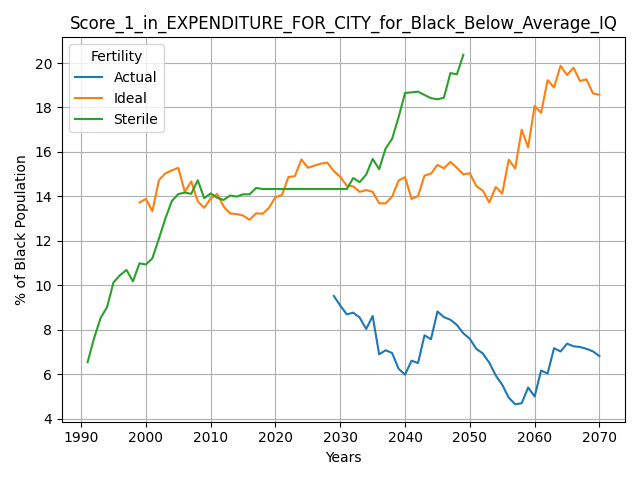 Score_1_in_EXPENDITURE_FOR_CITY_for_Black_Below_Average_IQ
Fertility
Actual
Ideal
Sterile
% of Black Population
20
18
16
14
12
10
8
6
4
1990 2000 2010 2020 2030 2040 2050 2060 2070
Years